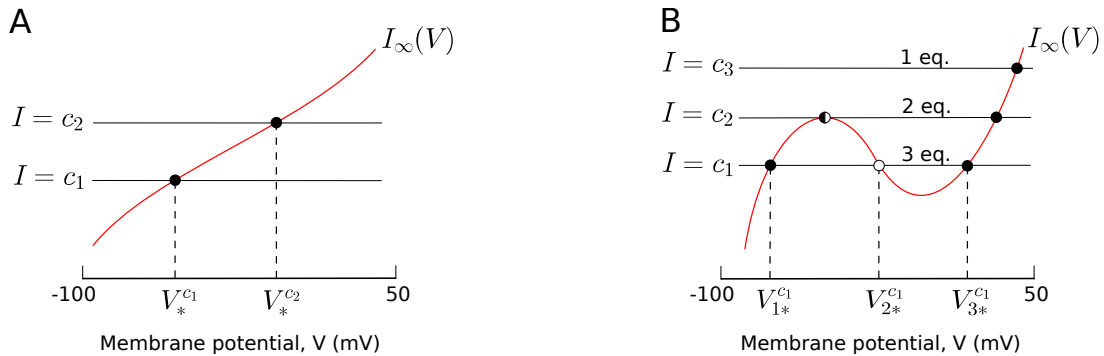 A
I∞(V)
I = c₂
I = c₁
-100
V*^c₁
V*^c₂
50
Membrane potential, V (mV)
B
I∞(V)
I = c₃
1 eq.
I = c₂
2 eq.
I = c₁
3 eq.
-100
V₁*^c₁
V₂*^c₁
V₃*^c₁
50
Membrane potential, V (mV)